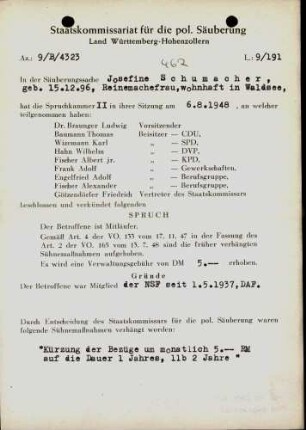 Staatskommissariat für die pol. Säuberung
Land Württemberg-Hohenzollern
Az.: 9/B/4323
462
L: 9/191
In der Säuberungssache Josefine Schumacher,
geb. 15.12.96, Reinemachefrau, wohnhaft in Waldsee,
hat die Spruchkammer II in ihrer Sitzung am 6.8.1948, an welcher
teilgenommen haben:
Dr. Braunger Ludwig Vorsitzender
Baumann Thomas Beisitzer — CDU,
Wizemann Karl „ — SPD,
Hahn Wilhelm „ — DVP,
Fischer Albert jr. „ — KPD,
Frank Adolf „ — Gewerkschaften,
Engelfried Adolf „ — Berufsgruppe,
Fischer Alexander „ — Berufsgruppe,
Götzendörfer Friedrich Vertreter des Staatskommissars
beschlossen und verkündet folgenden
SPRUCH
Der Betroffene ist Mitläufer.
Gemäß Art. 4 der VO. 133 vom 17. 11. 47 in der Fassung des
Art. 2 der VO. 165 vom 13. 7. 48 sind die früher verhängten
Sühnemaßnahmen aufgehoben.
Es wird eine Verwaltungsgebühr von DM 5.-- erhoben.
Gründe
Der Betroffene war Mitglied der NSF seit 1.5.1937, DAF.
Durch Entscheidung des Staatskommissars für die pol. Säuberung waren
folgende Sühnemaßnahmen verhängt worden:
"Kürzung der Bezüge um monatlich 5.-- RM
auf die Dauer 1 Jahres, 11b 2 Jahre "